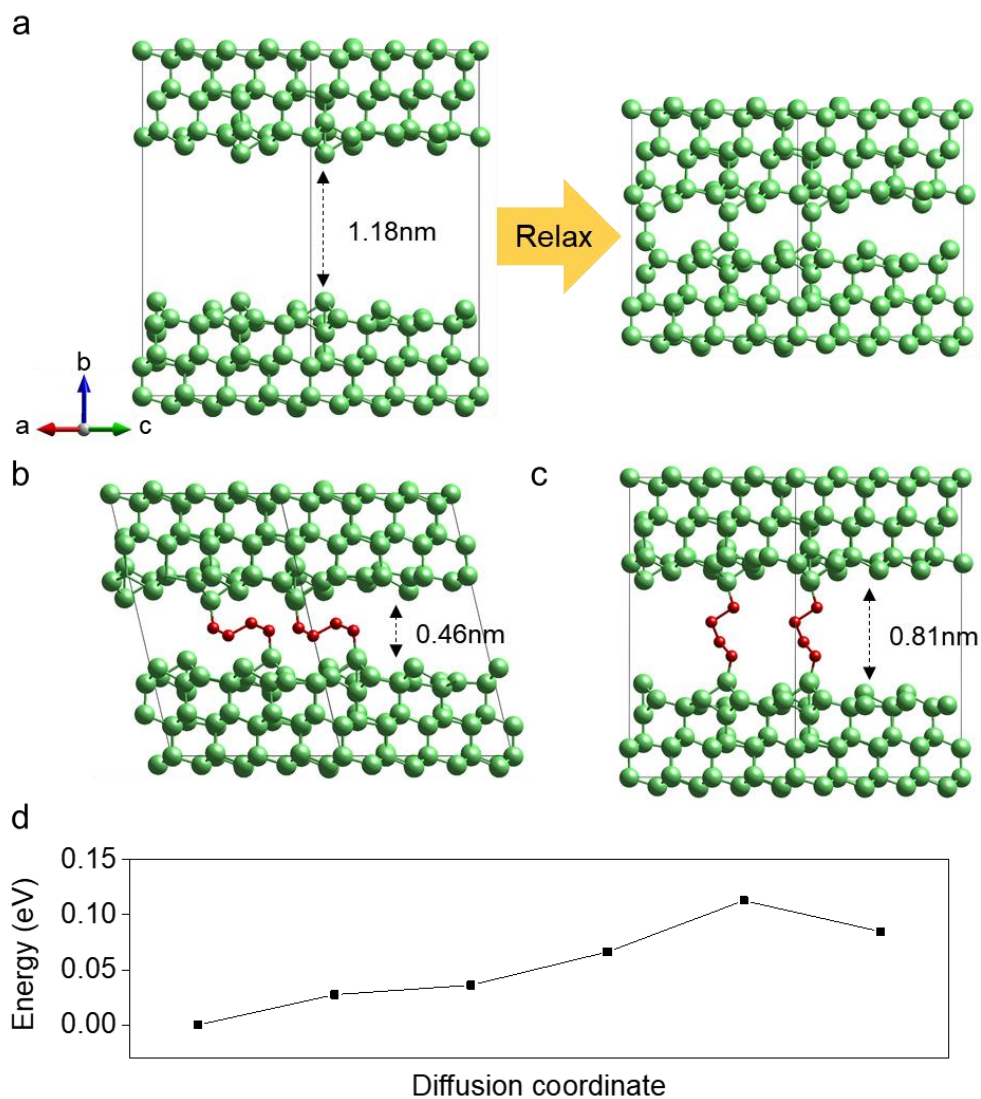 a
1.18nm
Relax
b
a
c
b
c
0.46nm
0.81nm
d
0.15
0.10
0.05
0.00
Energy (eV)
Diffusion coordinate